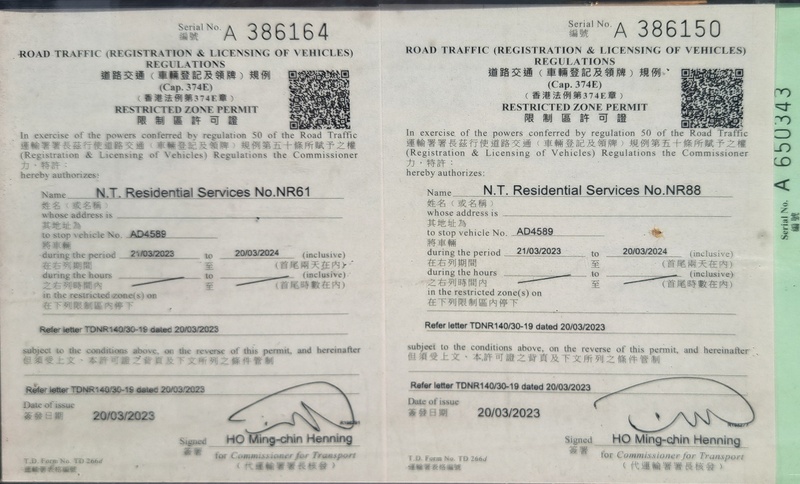 Serial No. A 386164
編號
ROAD TRAFFIC (REGISTRATION & LICENSING OF VEHICLES)
REGULATIONS
道路交通（車輛登記及領牌）規例
(Cap. 374E)
（香港法例第374E章）
RESTRICTED ZONE PERMIT
限制區許可證
In exercise of the powers conferred by regulation 50 of the Road Traffic
運輸署署長茲行使道路交通（車輛登記及領牌）規例第五十條所賦予之權
(Registration & Licensing of Vehicles) Regulations the Commissioner
力，特許：
hereby authorizes:
Name N.T. Residential Services No.NR61
姓名（或名稱）
whose address is
其地址為
to stop vehicle No. AD4589
將車輛
during the period 21/03/2023 to 20/03/2024 (inclusive)
在右列期間 至 （首尾兩天在內）
during the hours to (inclusive)
之右列時間內 至 （首尾時數在內）
in the restricted zone(s) on
在下列限制區內停下
Refer letter TDNR140/30-19 dated 20/03/2023
subject to the conditions above, on the reverse of this permit, and hereinafter
但須受上文、本許可證之背頁及下文所列之條件管制
Refer letter TDNR140/30-19 dated 20/03/2023
Date of issue 20/03/2023
簽發日期
Signed HO Ming-chin Henning
簽署
for Commissioner for Transport
（代運輸署署長核發）
T.D. Form No. TD 266d
運輸署表格編號
Serial No. A 386150
編號
ROAD TRAFFIC (REGISTRATION & LICENSING OF VEHICLES)
REGULATIONS
道路交通（車輛登記及領牌）規例
(Cap. 374E)
（香港法例第374E章）
RESTRICTED ZONE PERMIT
限制區許可證
In exercise of the powers conferred by regulation 50 of the Road Traffic
運輸署署長茲行使道路交通（車輛登記及領牌）規例第五十條所賦予之權
(Registration & Licensing of Vehicles) Regulations the Commissioner
力，特許：
hereby authorizes:
Name N.T. Residential Services No.NR88
姓名（或名稱）
whose address is
其地址為
to stop vehicle No. AD4589
將車輛
during the period 21/03/2023 to 20/03/2024 (inclusive)
在右列期間 至 （首尾兩天在內）
during the hours to (inclusive)
之右列時間內 至 （首尾時數在內）
in the restricted zone(s) on
在下列限制區內停下
Refer letter TDNR140/30-19 dated 20/03/2023
subject to the conditions above, on the reverse of this permit, and hereinafter
但須受上文、本許可證之背頁及下文所列之條件管制
Refer letter TDNR140/30-19 dated 20/03/2023
Date of issue 20/03/2023
簽發日期
Signed HO Ming-chin Henning
簽署
for Commissioner for Transport
（代運輸署署長核發）
T.D. Form No. TD 266d
運輸署表格編號
Serial No. A 650343
編號